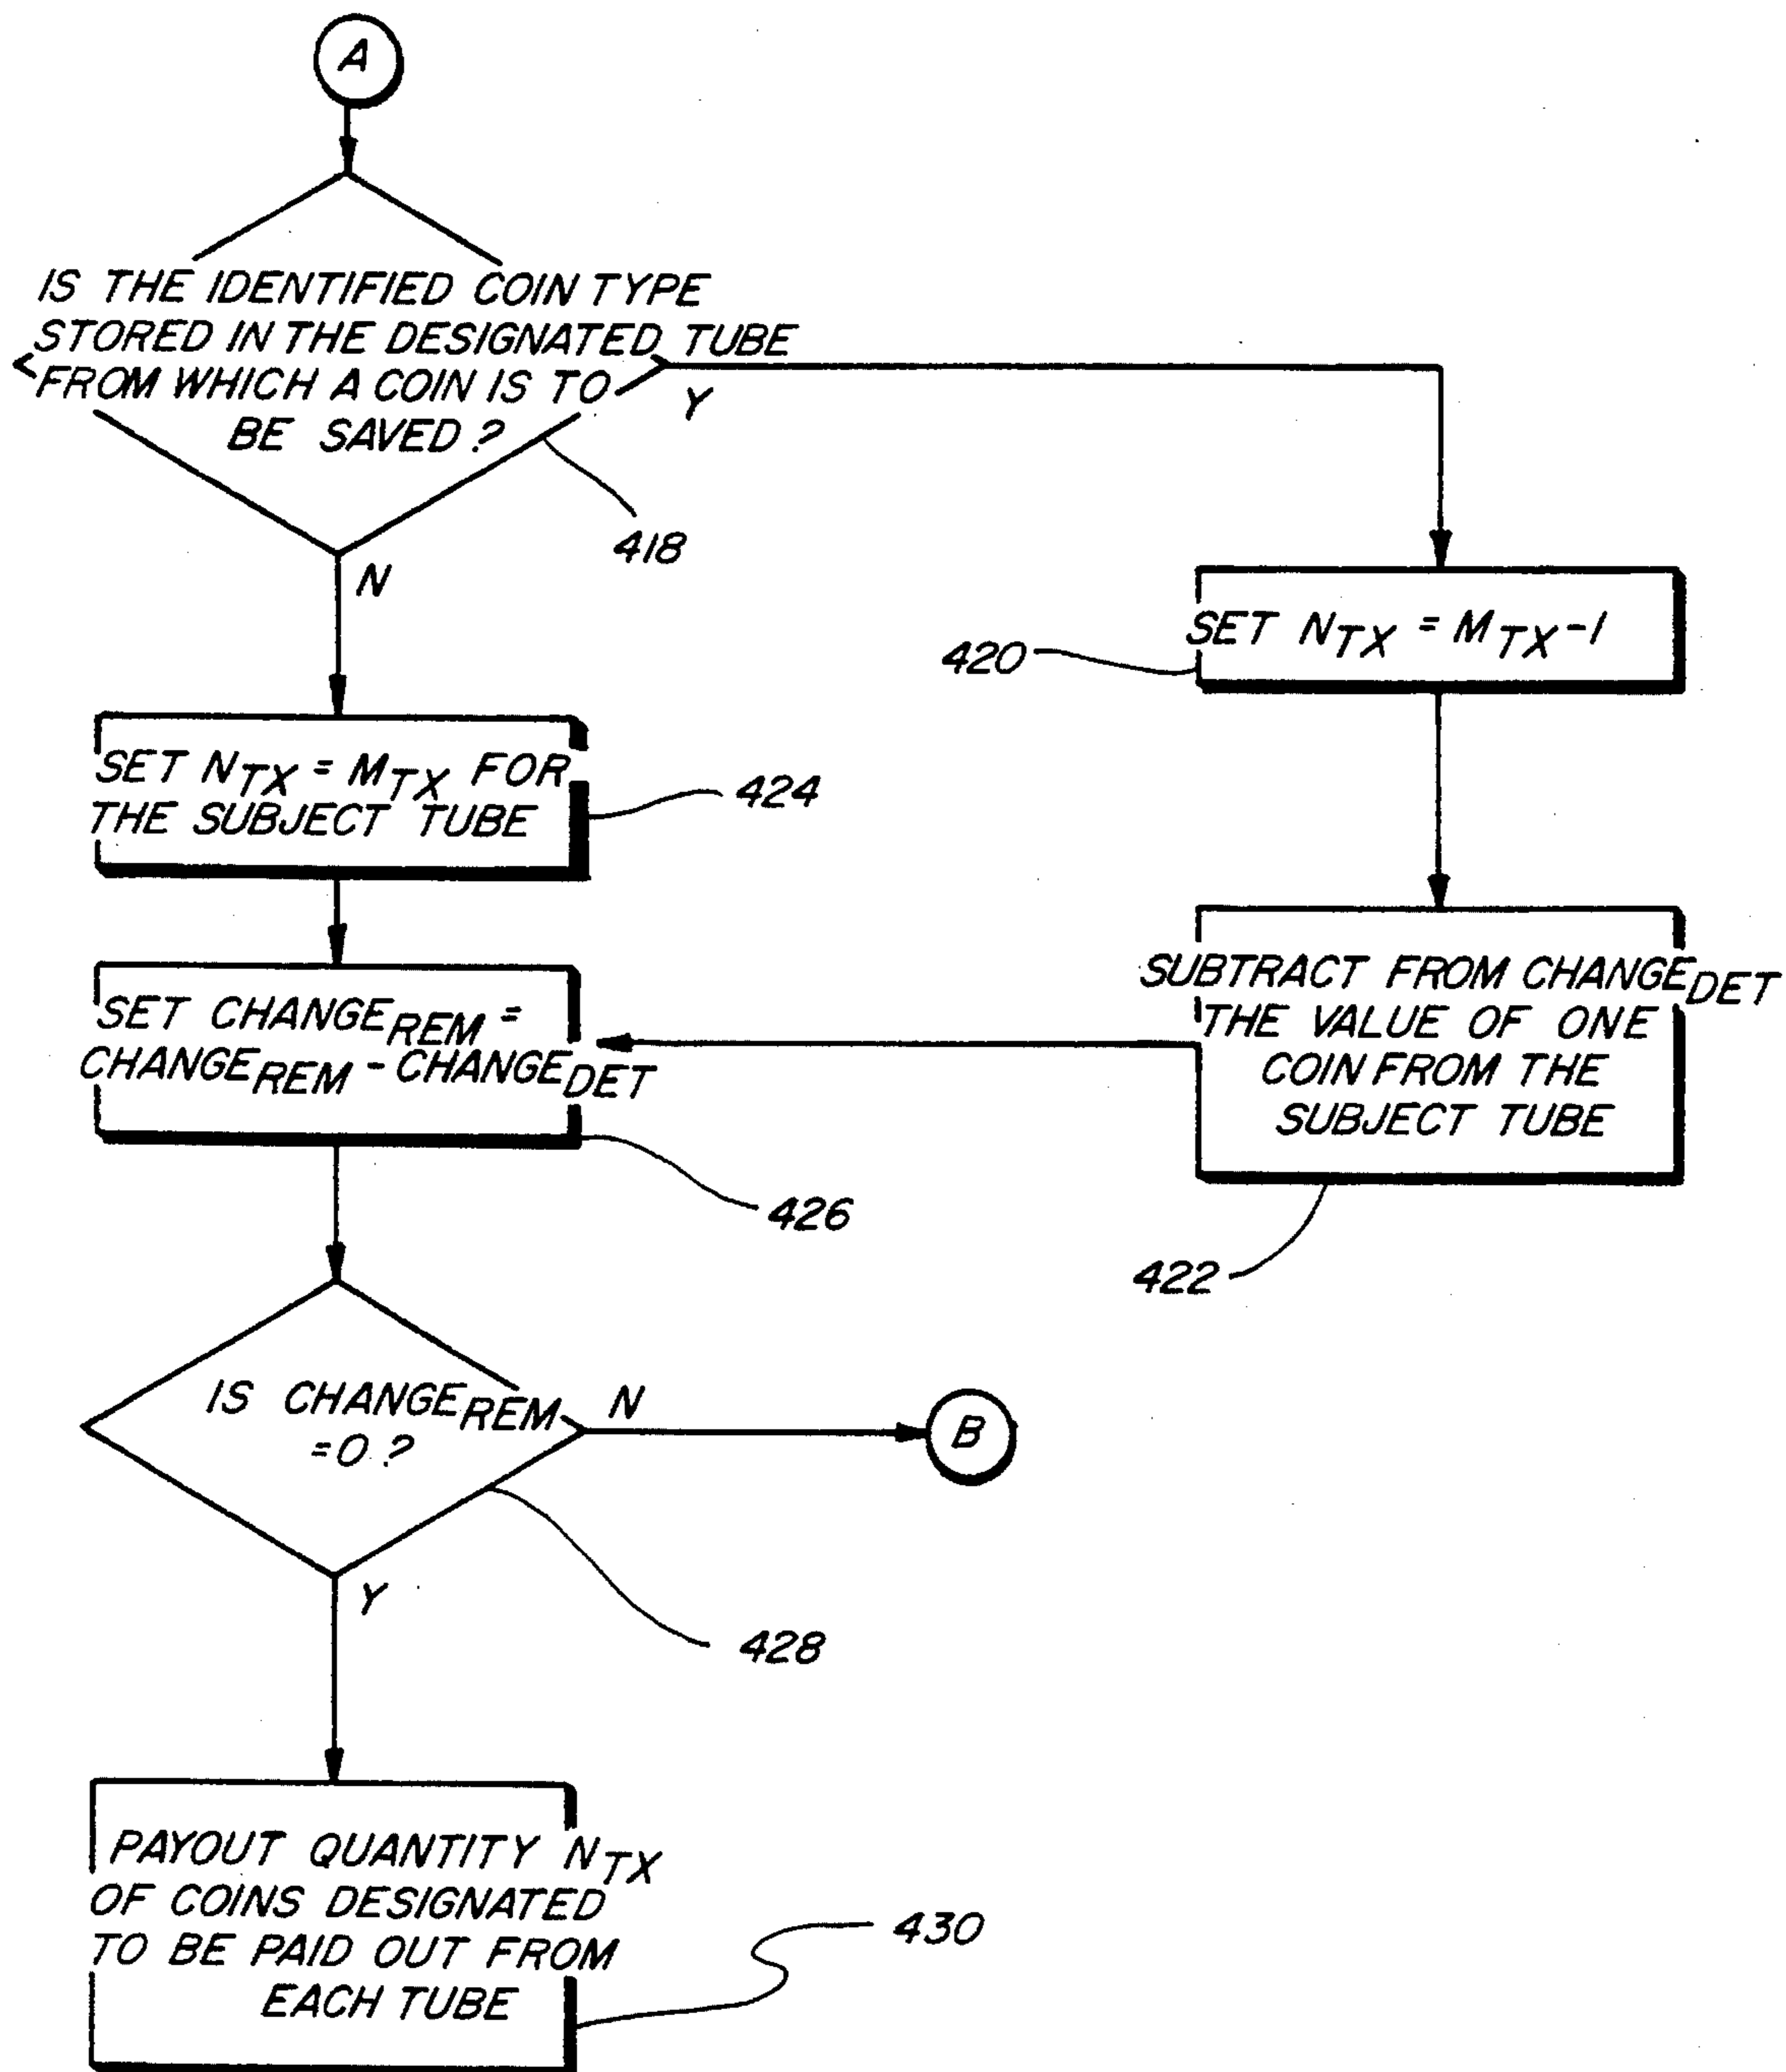 A
IS THE IDENTIFIED COIN TYPE
STORED IN THE DESIGNATED TUBE
FROM WHICH A COIN IS TO
BE SAVED?
Y
418
N
SET NTX = MTX-1
420
SET NTX = MTX FOR
THE SUBJECT TUBE
424
SUBTRACT FROM CHANGEDET
THE VALUE OF ONE
COIN FROM THE
SUBJECT TUBE
422
SET CHANGEREM =
CHANGEREM - CHANGEDET
426
IS CHANGEREM
=0?
N
B
428
Y
PAYOUT QUANTITY NTX
OF COINS DESIGNATED
TO BE PAID OUT FROM
EACH TUBE
430